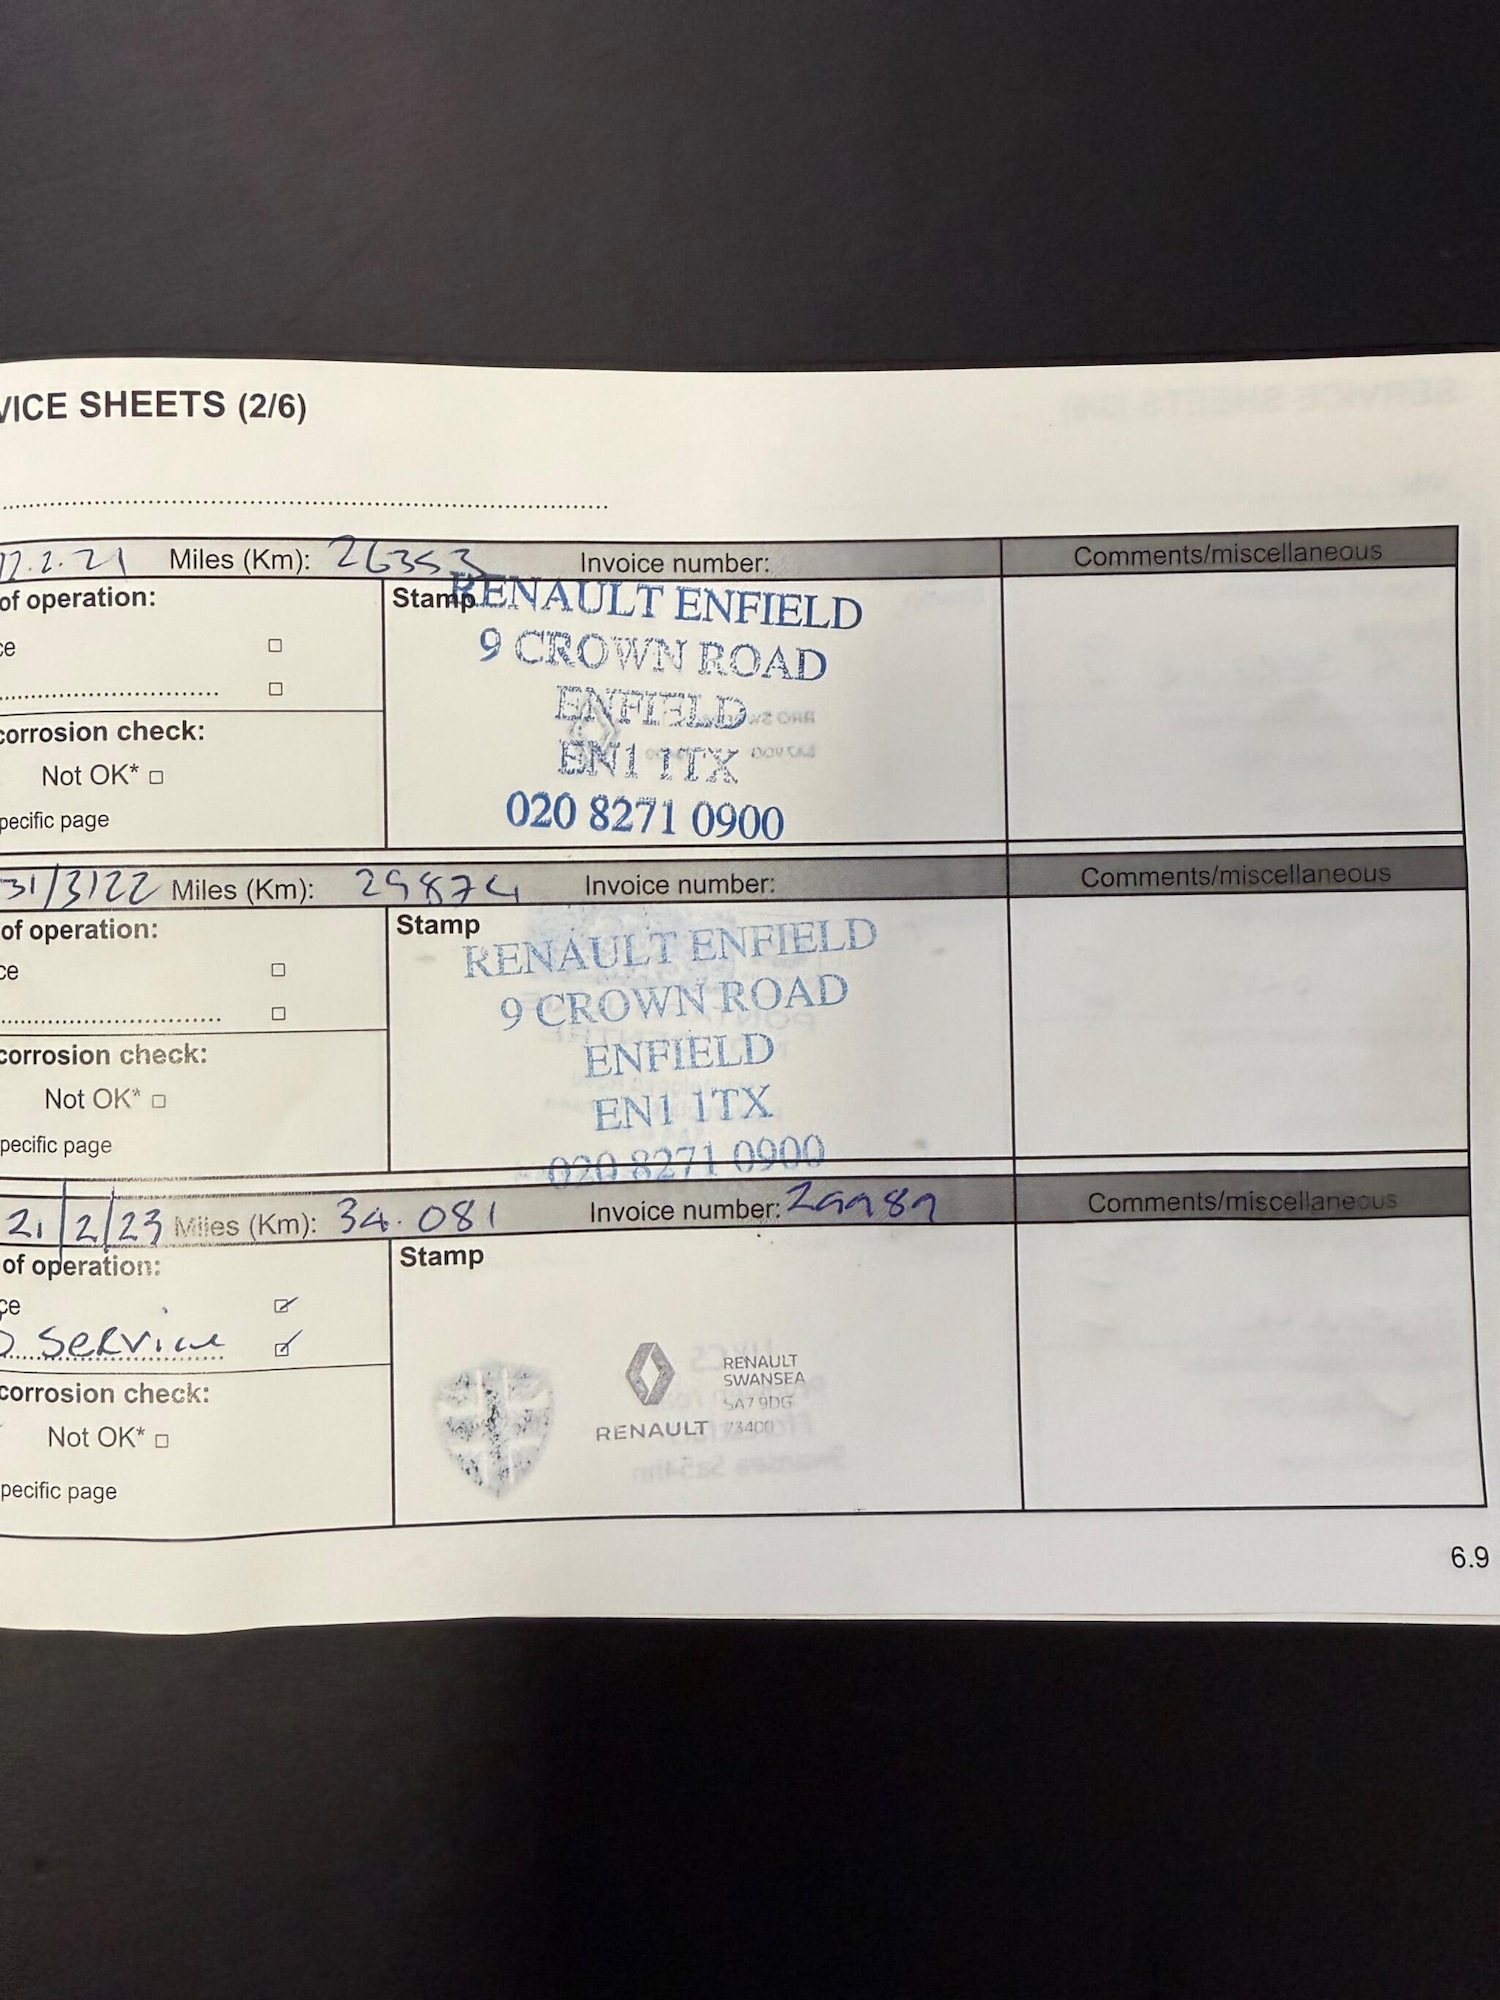 VICE SHEETS (2/6)
12.2.21 Miles (Km): 26353 Invoice number: Comments/miscellaneous
of operation:
ce
corrosion check:
Not OK*
pecific page
Stamp
RENAULT ENFIELD
9 CROWN ROAD
ENFIELD
EN1 1TX
020 8271 0900
31/3/22 Miles (Km): 29874 Invoice number: Comments/miscellaneous
of operation:
ce
corrosion check:
Not OK*
pecific page
Stamp
RENAULT ENFIELD
9 CROWN ROAD
ENFIELD
EN1 1TX
020 8271 0900
21/2/23 Miles (Km): 34.081 Invoice number: Comments/miscellaneous
of operation:
ce
service
corrosion check:
Not OK*
pecific page
Stamp
RENAULT
RENAULT
SWANSEA
SA7 9DG
6.9